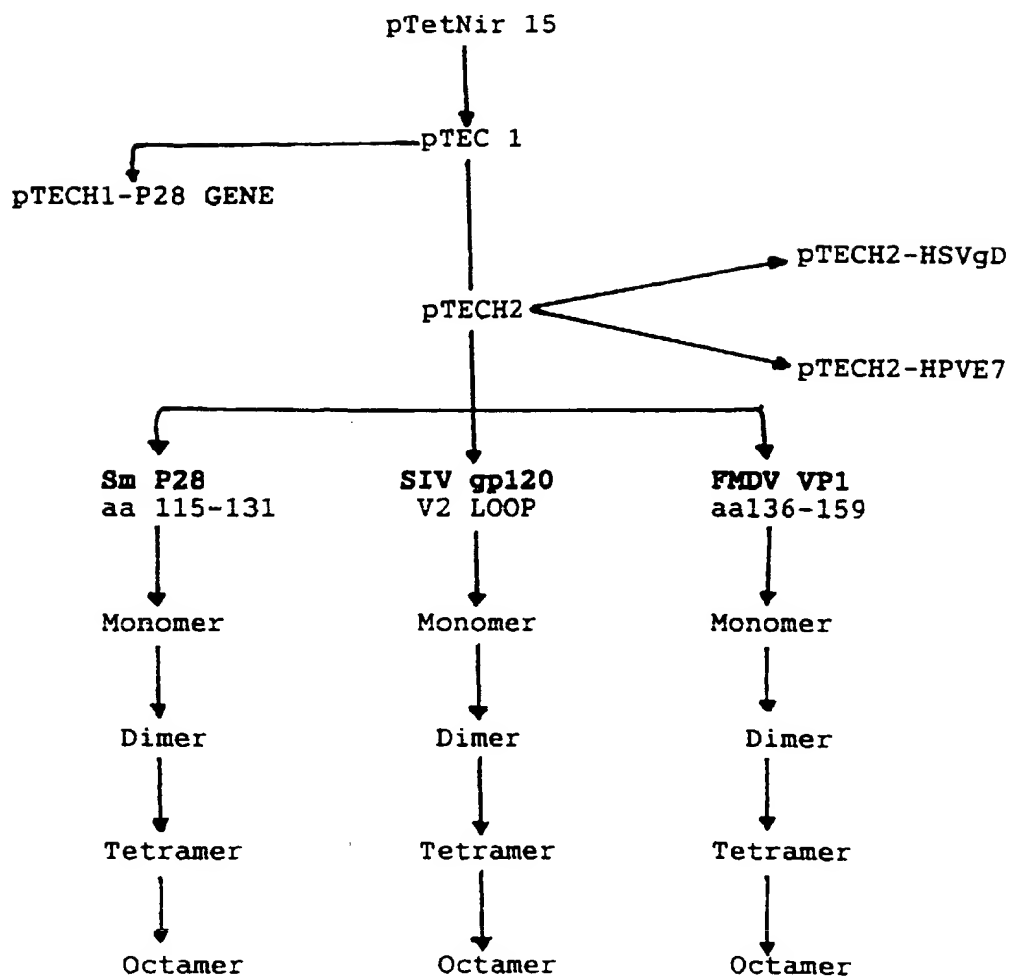 pTetNir 15
pTEC 1
pTECH1-P28 GENE
pTECH2-HSVgD
pTECH2
pTECH2-HPVE7
Sm P28
aa 115-131
SIV gp120
V2 LOOP
FMDV VP1
aa136-159
Monomer Monomer Monomer
Dimer Dimer Dimer
Tetramer Tetramer Tetramer
Octamer Octamer Octamer